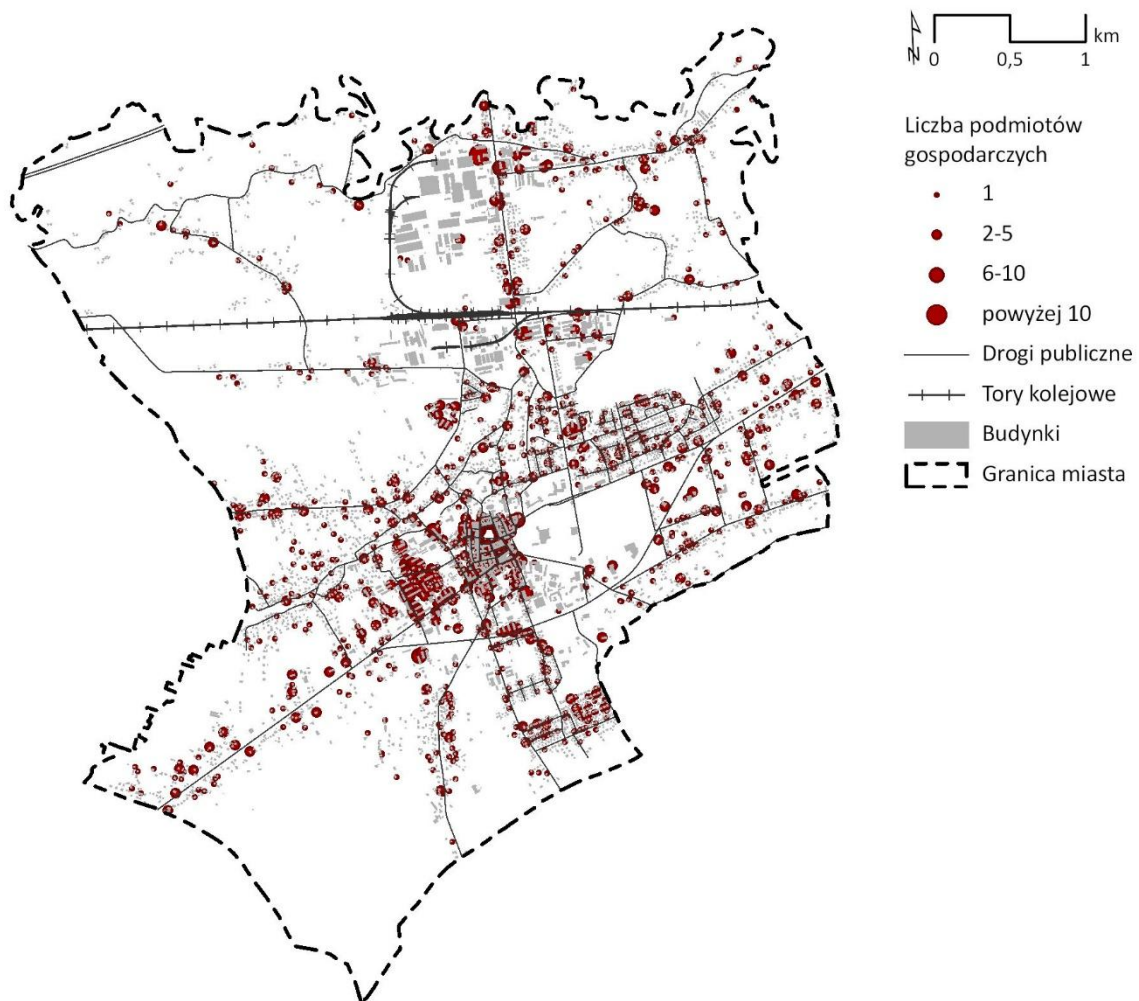 N
0 0,5 1 km
Liczba podmiotów
gospodarczych
1
2-5
6-10
powyżej 10
Drogi publiczne
Tory kolejowe
Budynki
Granica miasta